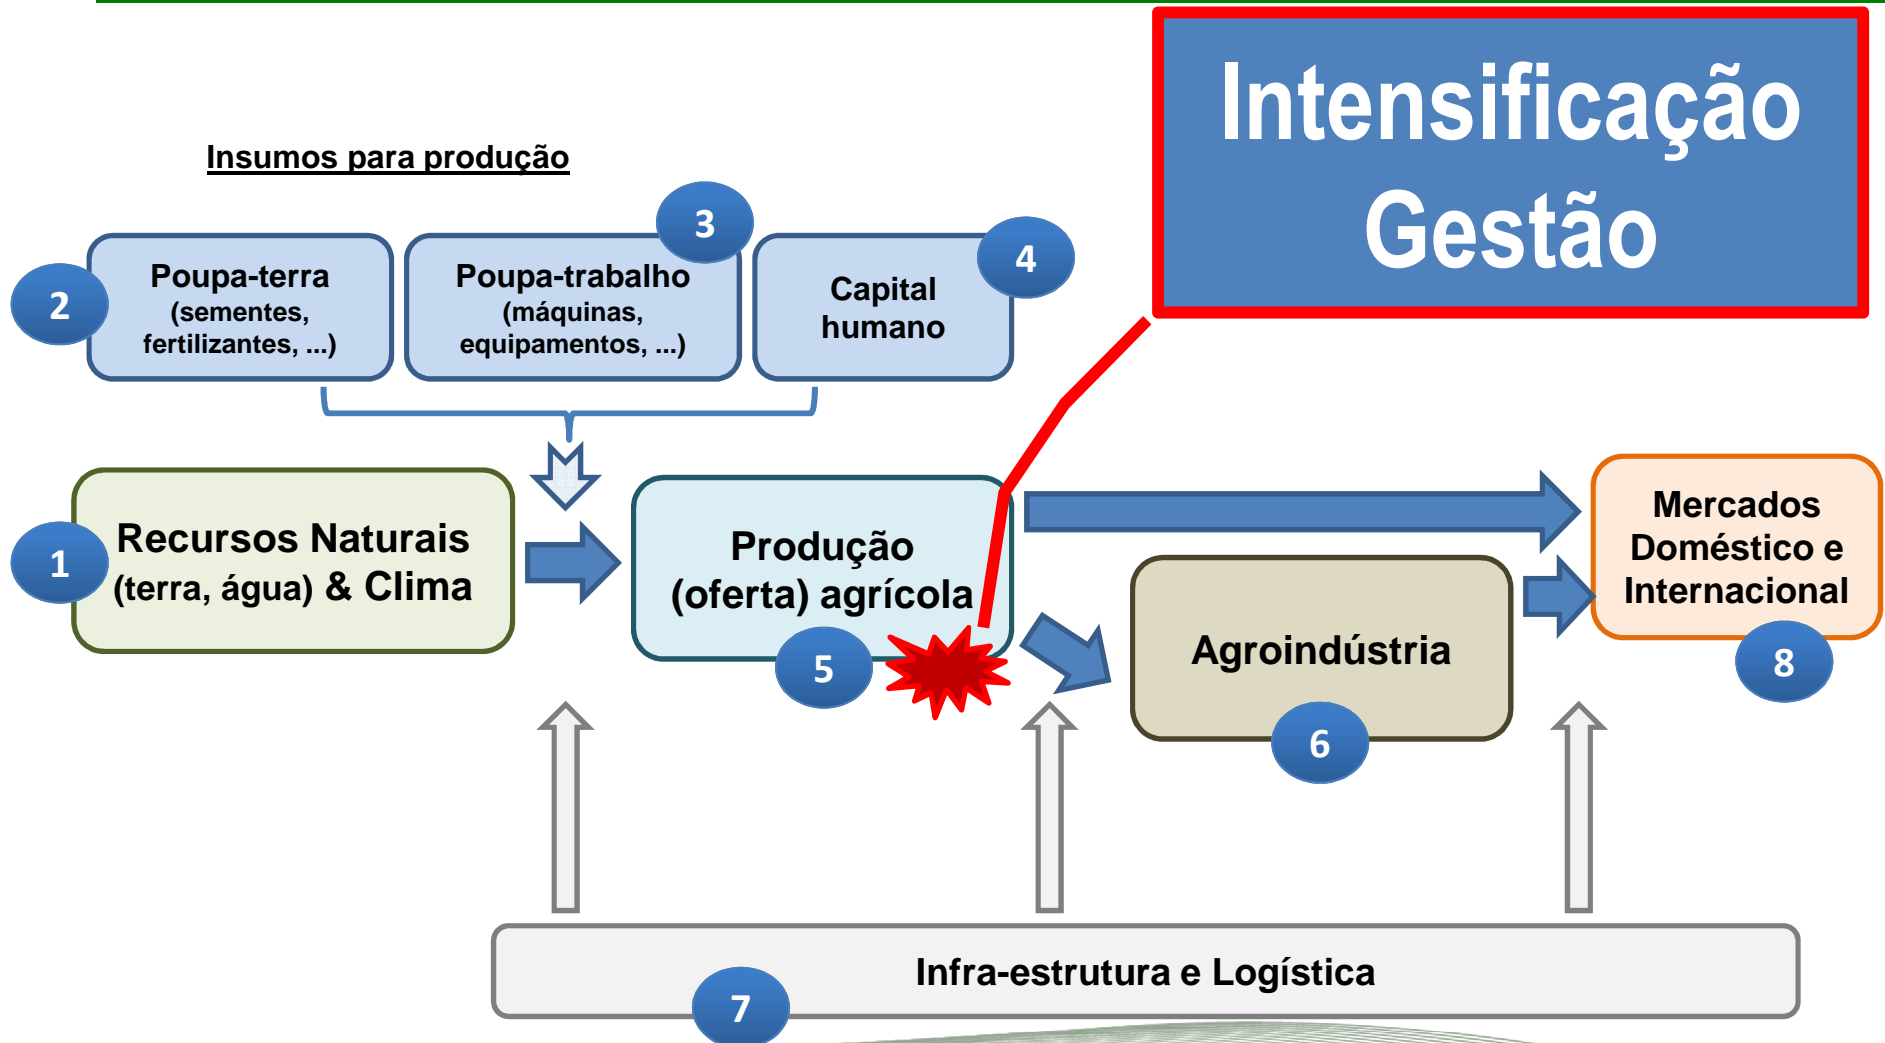 Intensificação
Gestão
Insumos para produção
2
Poupa-terra
(sementes,
fertilizantes, ...)
3
Poupa-trabalho
(máquinas,
equipamentos, ...)
4
Capital
humano
1
Recursos Naturais
(terra, água) & Clima
Produção
(oferta) agrícola
5
Agroindústria
6
Mercados
Doméstico e
Internacional
8
Infra-estrutura e Logística
7